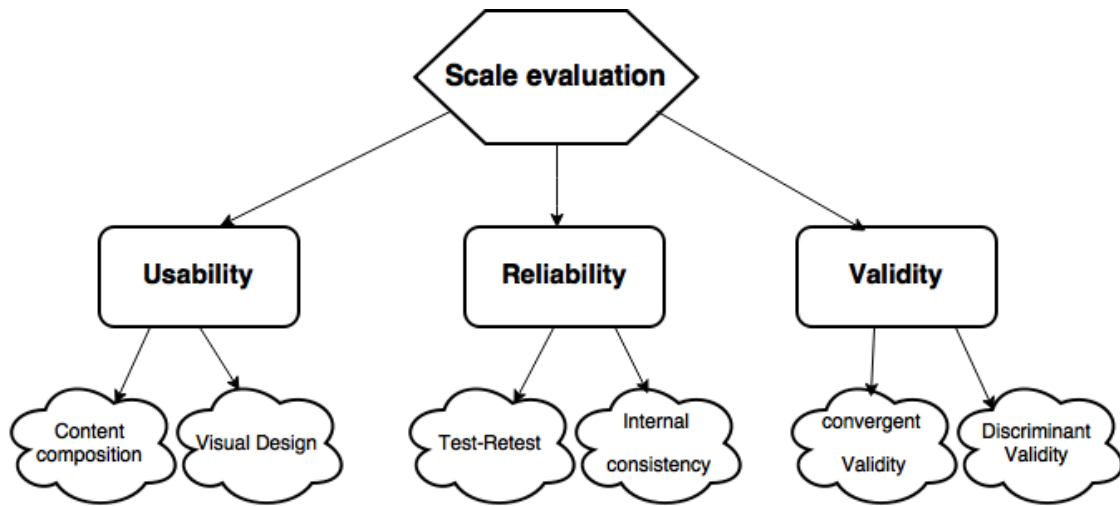 Scale evaluation
Usability
Reliability
Validity
Content
composition
Visual Design
Test-Retest
Internal
consistency
convergent
Validity
Discriminant
Validity